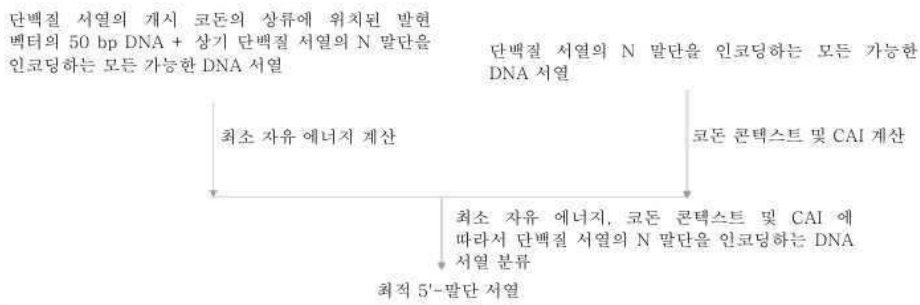 단백질 서열의 개시 코돈의 상류에 위치된 발현
벡터의 50 bp DNA + 상기 단백질 서열의 N 말단을
인코딩하는 모든 가능한 DNA 서열
단백질 서열의 N 말단을 인코딩하는 모든 가능한
DNA 서열
최소 자유 에너지 계산
코돈 콘텍스트 및 CAI 계산
최소 자유 에너지, 코돈 콘텍스트 및 CAI 에
따라서 단백질 서열의 N 말단을 인코딩하는 DNA
서열 분류
최적 5'-말단 서열